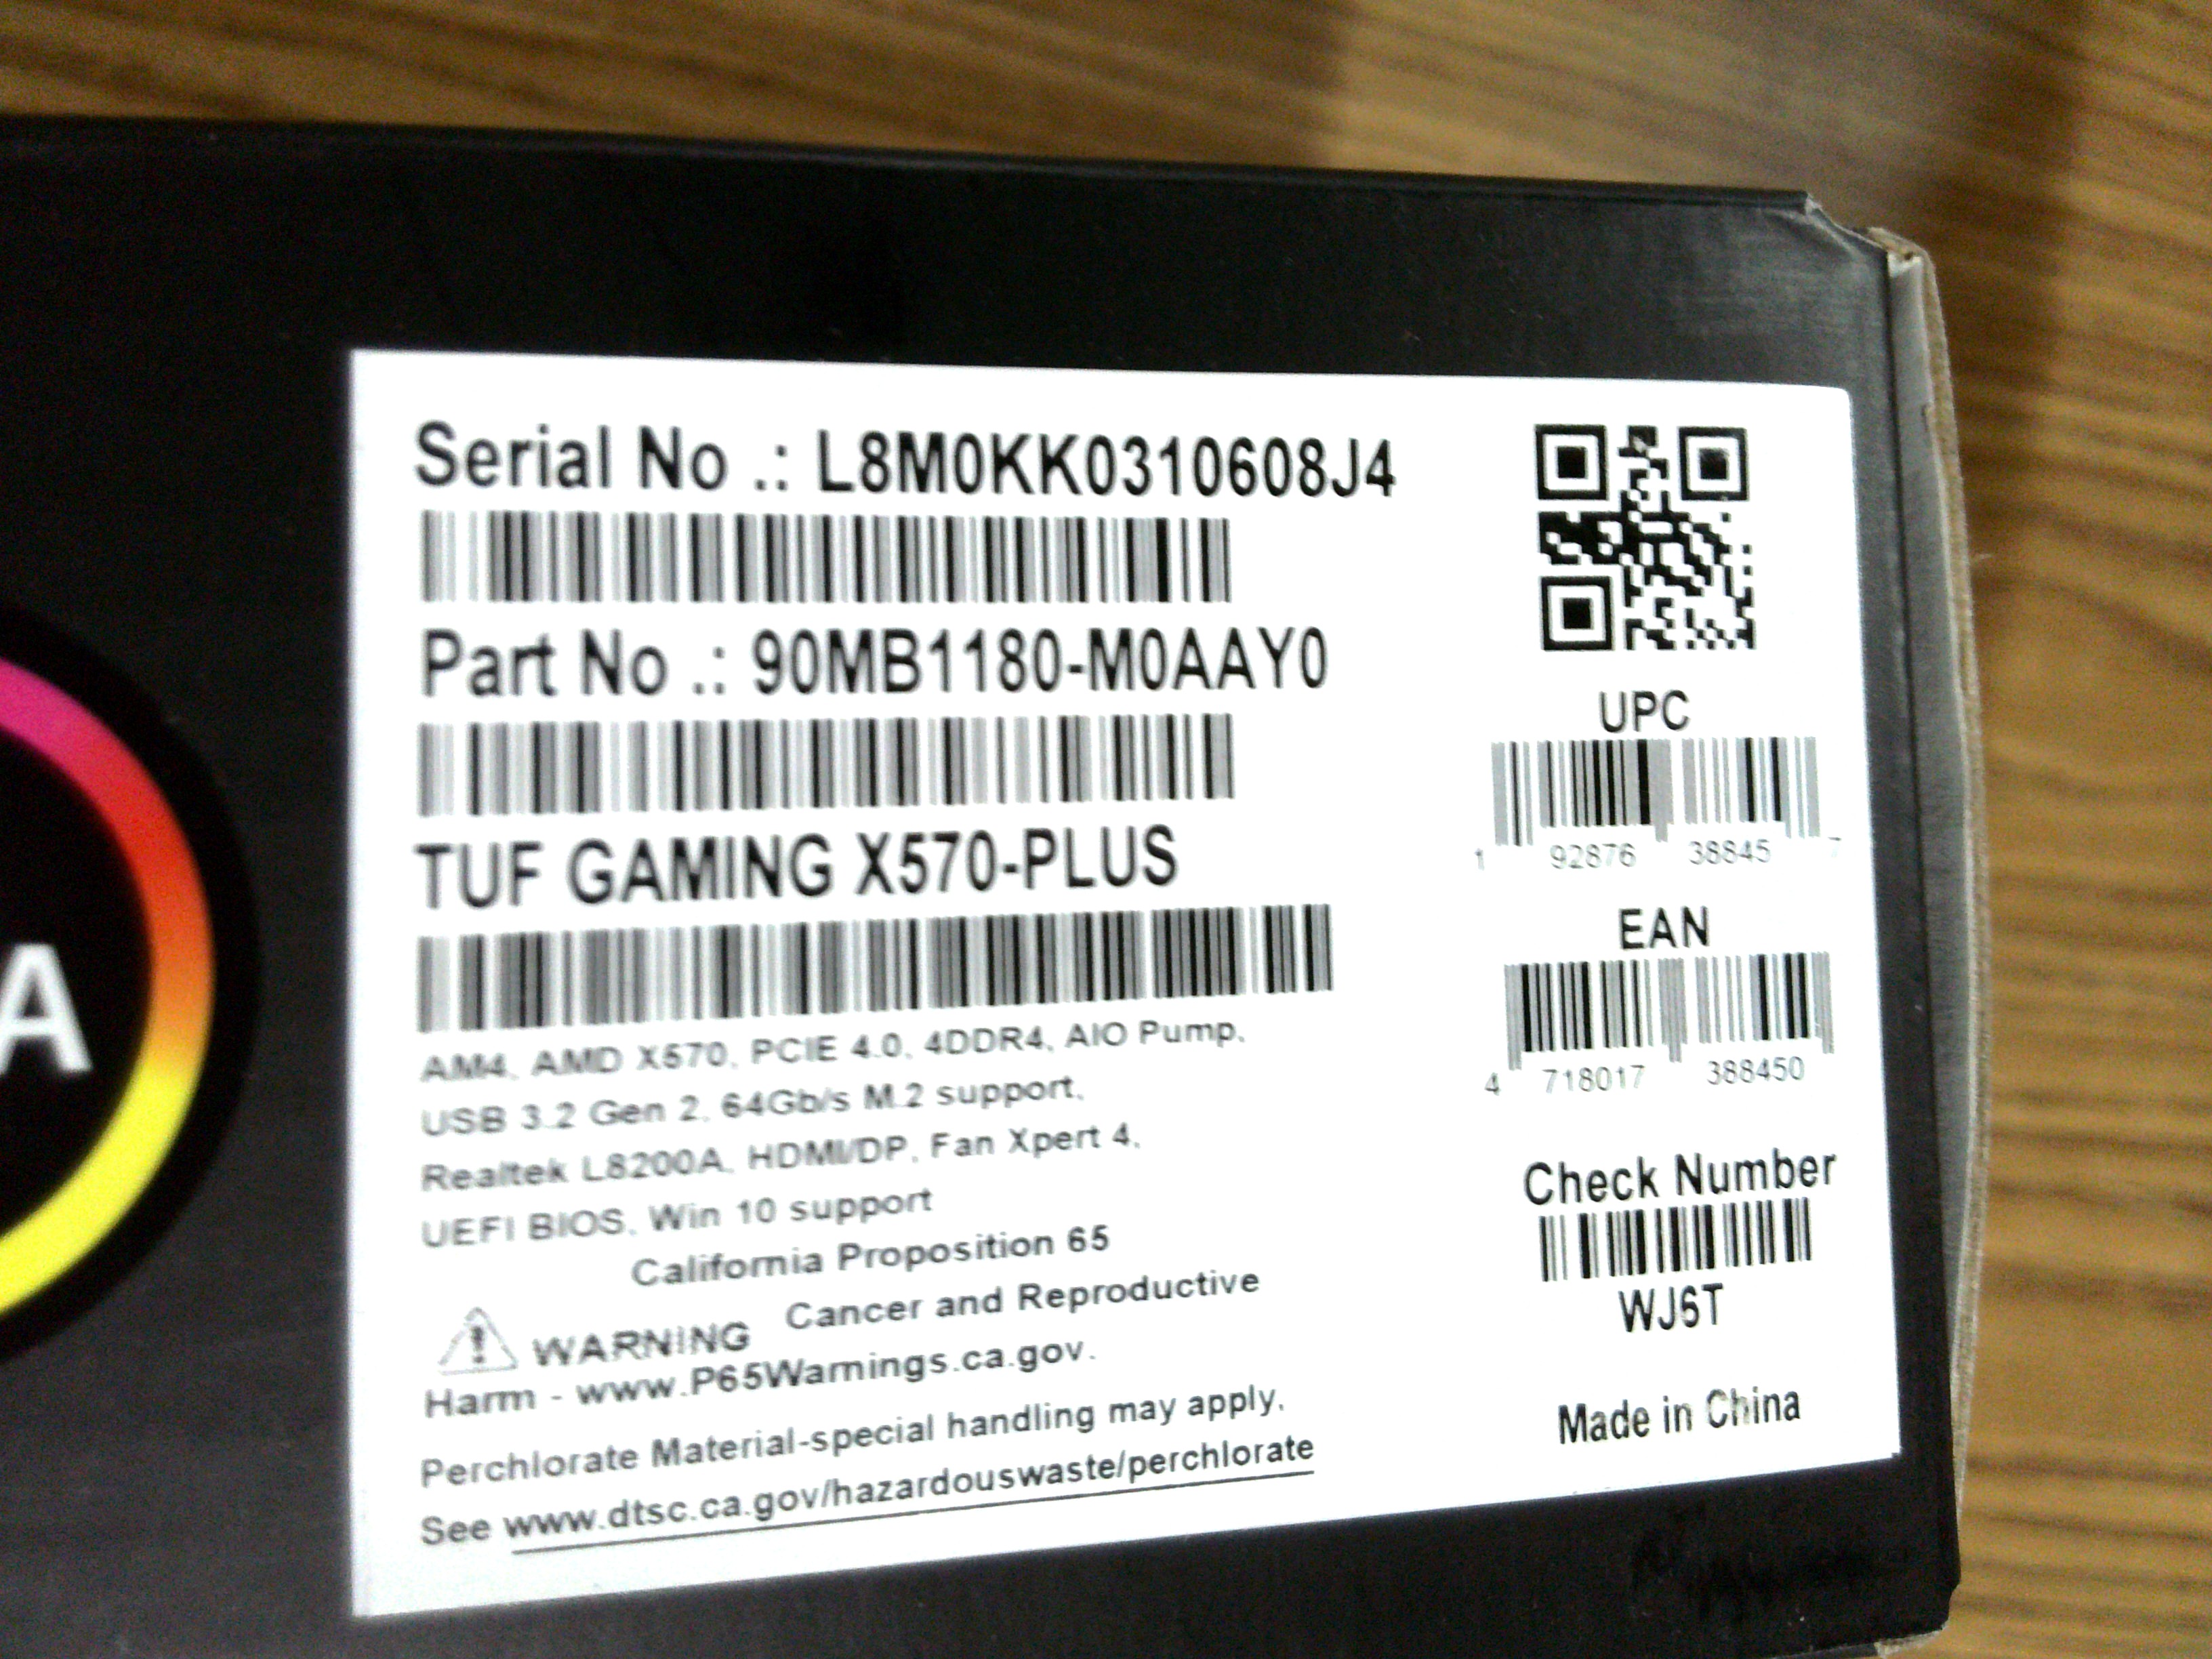 A
Serial No .: L8M0KK0310608J4
Part No .: 90MB1180-M0AAY0
TUF GAMING X570-PLUS
AM4, AMD X570, PCIE 4.0, 4DDR4, AIO Pump,
USB 3.2 Gen 2, 64Gb/s M.2 support,
Realtek L8200A, HDMI/DP, Fan Xpert 4,
UEFI BIOS, Win 10 support
California Proposition 65
WARNING Cancer and Reproductive
Harm - www.P65Warnings.ca.gov.
Perchlorate Material-special handling may apply,
See www.dtsc.ca.gov/hazardouswaste/perchlorate
UPC
1 92876 38845 7
EAN
4 718017 388450
Check Number
WJ6T
Made in China